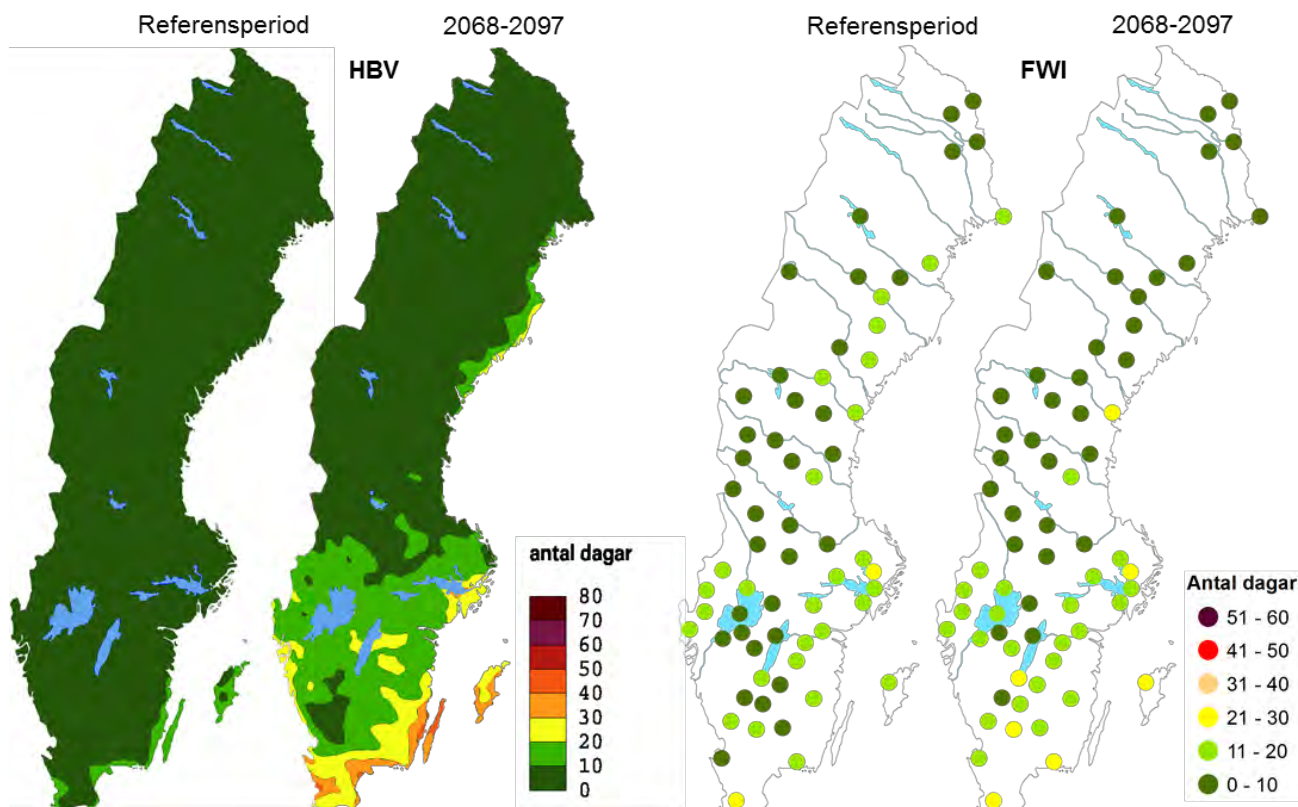 Referensperiod 2068-2097 Referensperiod 2068-2097
HBV FWI
antal dagar
80
70
60
50
40
30
20
10
0
Antal dagar
51 - 60
41 - 50
31 - 40
21 - 30
11 - 20
0 - 10